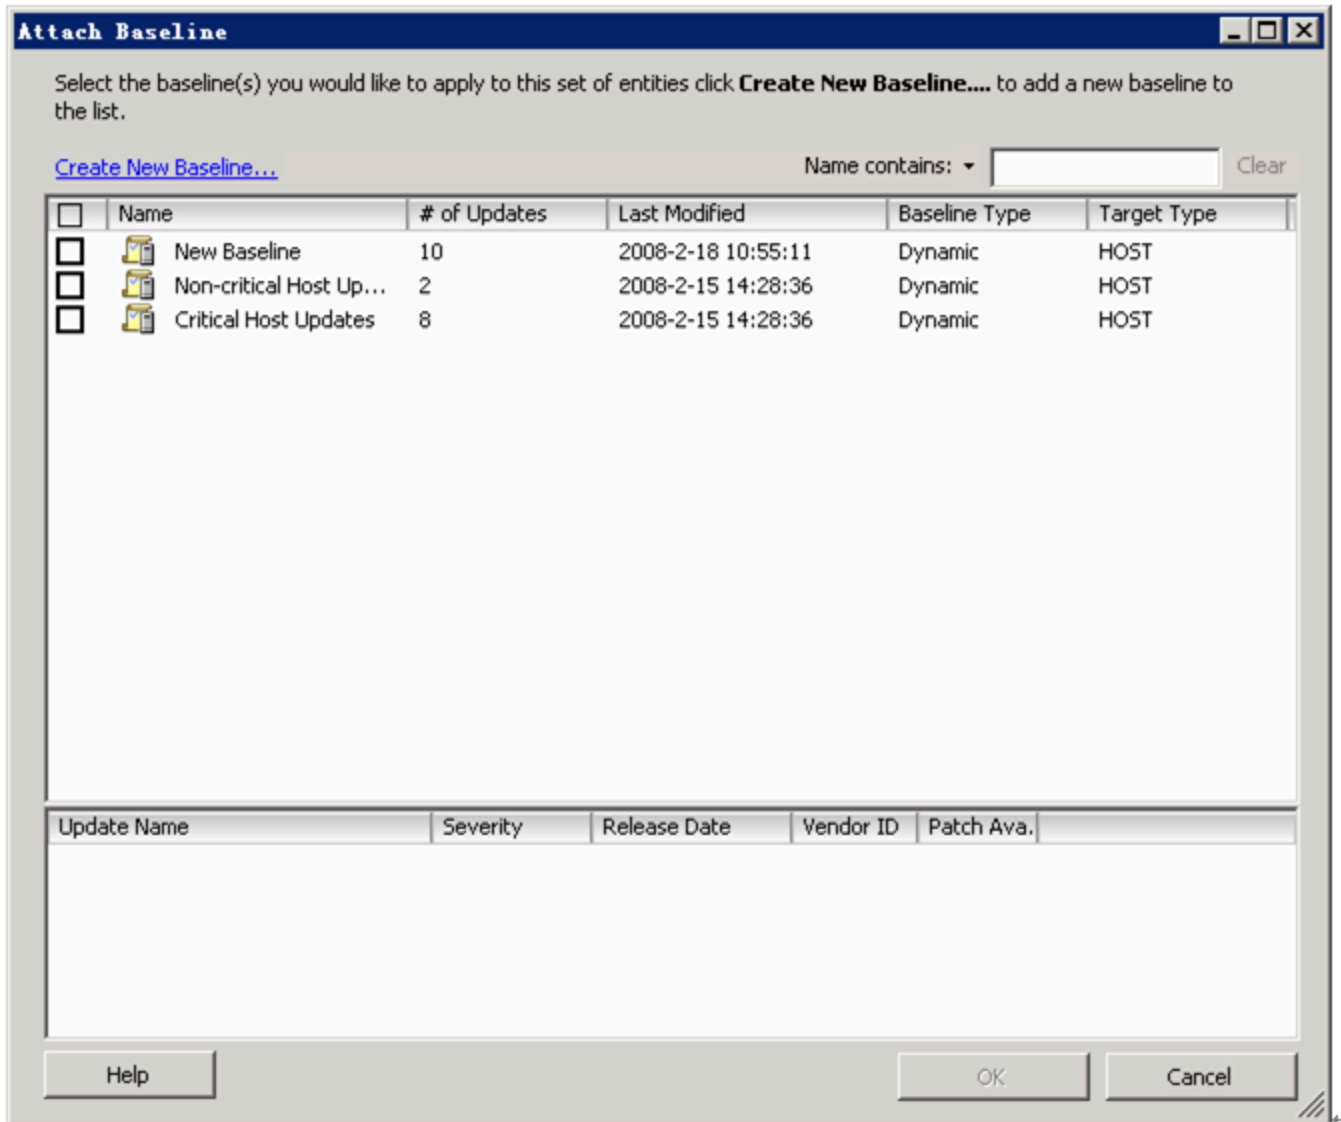 Attach Baseline
Select the baseline(s) you would like to apply to this set of entities click Create New Baseline.... to add a new baseline to
the list.
Create New Baseline... Name contains: Clear
Name # of Updates Last Modified Baseline Type Target Type
New Baseline 10 2008-2-18 10:55:11 Dynamic HOST
Non-critical Host Up... 2 2008-2-15 14:28:36 Dynamic HOST
Critical Host Updates 8 2008-2-15 14:28:36 Dynamic HOST
Update Name Severity Release Date Vendor ID Patch Ava.
Help OK Cancel